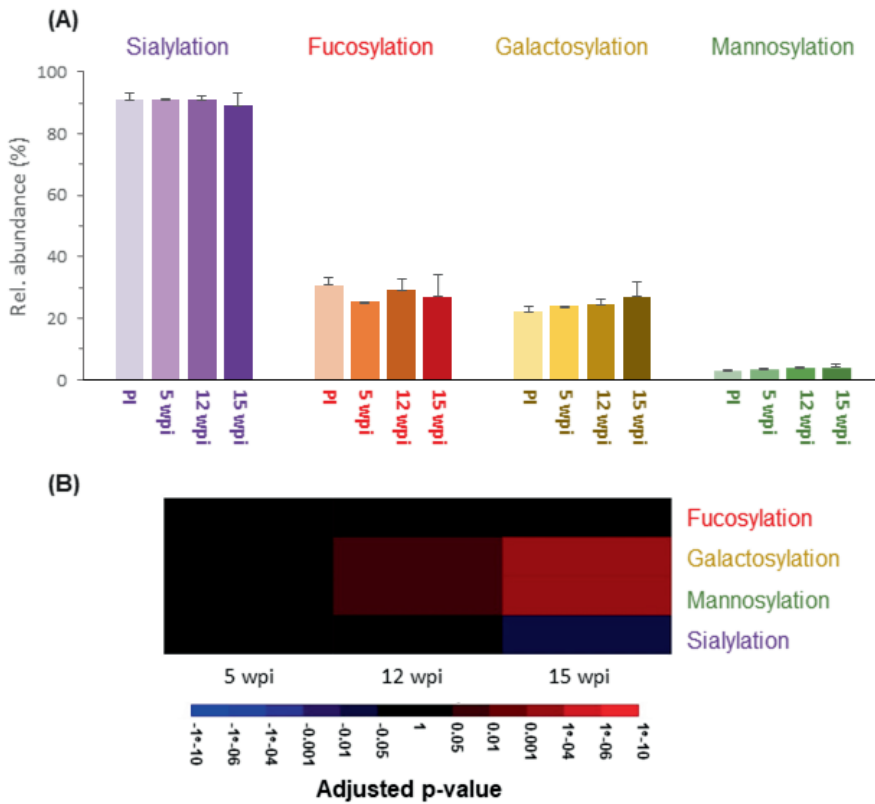 (A)
Sialylation Fucosylation Galactosylation Mannosylation
Rel. abundance (%)
100
80
60
40
20
0
PI 5 wpi 12 wpi 15 wpi PI 5 wpi 12 wpi 15 wpi PI 5 wpi 12 wpi 15 wpi PI 5 wpi 12 wpi 15 wpi
(B)
Fucosylation
Galactosylation
Mannosylation
Sialylation
5 wpi 12 wpi 15 wpi
-1*-10 -1*-06 -1*-04 -0.001 -0.01 -0.05 1 0.05 0.01 0.001 1*-04 1*-06 1*-10
Adjusted p-value